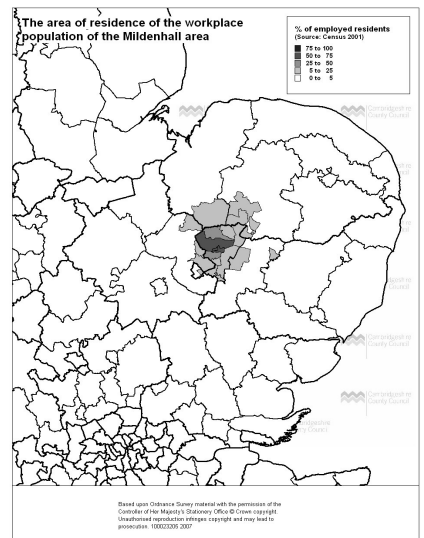 The area of residence of the workplace
population of the Mildenhall area
% of employed residents
(Source: Census 2001)
75 to 100
50 to 75
25 to 50
5 to 25
0 to 5
Cambridgeshire
County Council
Cambridgeshire
County Council
Cambridgeshire
County Council
Cambridgeshire
County Council
County Council
Based upon Ordnance Survey material with the permission of the
Controller of Her Majesty's Stationery Office © Crown copyright.
Unauthorised reproduction infringes copyright and may lead to
prosecution. 100023205 2007